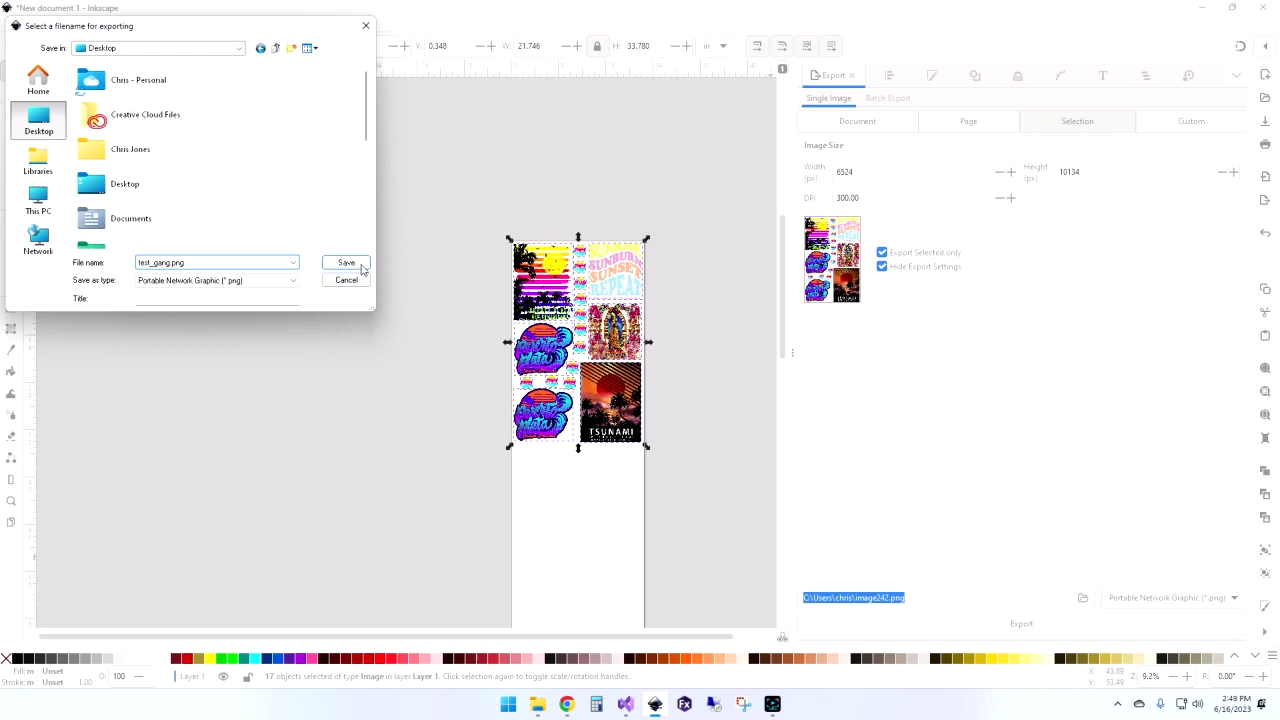 *New document 1 - Inkscape
Select a filename for exporting
Save in:
Desktop
Y: 0.348
W: 21.746
H: 33.780
in
1
Home
Desktop
Libraries
This PC
Network
Chris - Personal
Creative Cloud Files
Chris Jones
Desktop
Documents
File name:
test_gang.png
Save
Save as type:
Portable Network Graphic (*.png)
Cancel
Title:
Export
Single Image
Batch Export
Document
Page
Selection
Custom
Image Size
Width (px)
6524
Height (px)
10134
DPI
300.00
Export Selected only
Hide Export Settings
SUNBURN
SUNSET
REPEAT
TSUNAMI
C:\Users\chris\image242.png
Portable Network Graphic (*.png)
Export
Fill: m Unset
Stroke: m Unset 1.00
O: 100
Layer 1
17 objects selected of type Image in layer Layer 1. Click selection again to toggle scale/rotation handles.
X: 43.89
Y: 53.49
Z: 9.2%
R: 0.00°
Fx
2:49 PM
6/16/2023